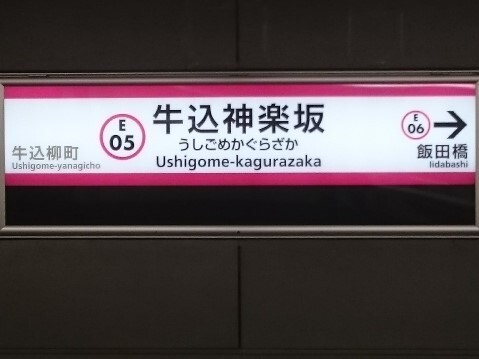 牛込柳町
Ushigome-yanagicho
E
05
牛込神楽坂
うしごめかぐらざか
Ushigome-kagurazaka
E
06
飯田橋
Iidabashi